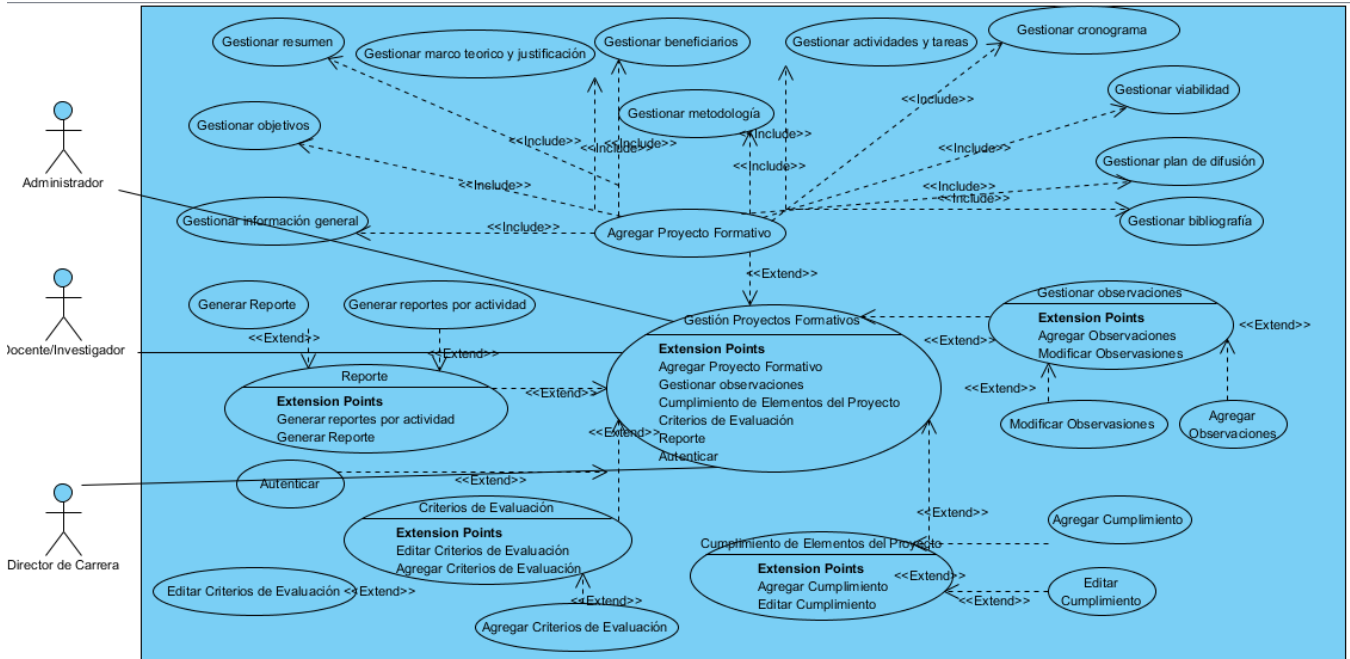 Gestionar resumen
Gestionar marco teorico y justificación
Gestionar beneficiarios
Gestionar actividades y tareas
Gestionar cronograma
Gestionar viabilidad
Gestionar metodología
Gestionar objetivos
Gestionar plan de difusión
Gestionar bibliografía
Gestionar información general
Agregar Proyecto Formativo
<<Include>>
<<Include>>
<<Include>>
<<Include>>
<<Include>>
<<Include>>
<<Include>>
<<Include>>
<<Include>>
<<Include>>
<<Include>>
Administrador
Docente/Investigador
Director de Carrera
<<Extend>>
Generar Reporte
Generar reportes por actividad
<<Extend>>
<<Extend>>
Reporte
Extension Points
Generar reportes por actividad
Generar Reporte
<<Extend>>
Gestión Proyectos Formativos
Extension Points
Agregar Proyecto Formativo
Gestionar observaciones
Cumplimiento de Elementos del Proyecto
Criterios de Evaluación
Reporte
Autenticar
Gestionar observaciones
Extension Points
Agregar Observaciones
Modificar Observasiones
<<Extend>>
<<Extend>>
<<Extend>>
Modificar Observasiones
Agregar
Observaciones
Autenticar
<<Extend>>
<<Extend>>
Criterios de Evaluación
Extension Points
Editar Criterios de Evaluación
Agregar Criterios de Evaluación
Editar Criterios de Evaluación
<<Extend>>
<<Extend>>
Agregar Criterios de Evaluación
<<Extend>>
Cumplimiento de Elementos del Proyecto
Extension Points
Agregar Cumplimiento
Editar Cumplimiento
Agregar Cumplimiento
<<Extend>>
<<Extend>>
Editar
Cumplimiento